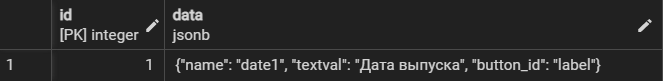 id data
[PK] integer jsonb
1 1 {"name": "date1", "textval": "Дата выпуска", "button_id": "label"}